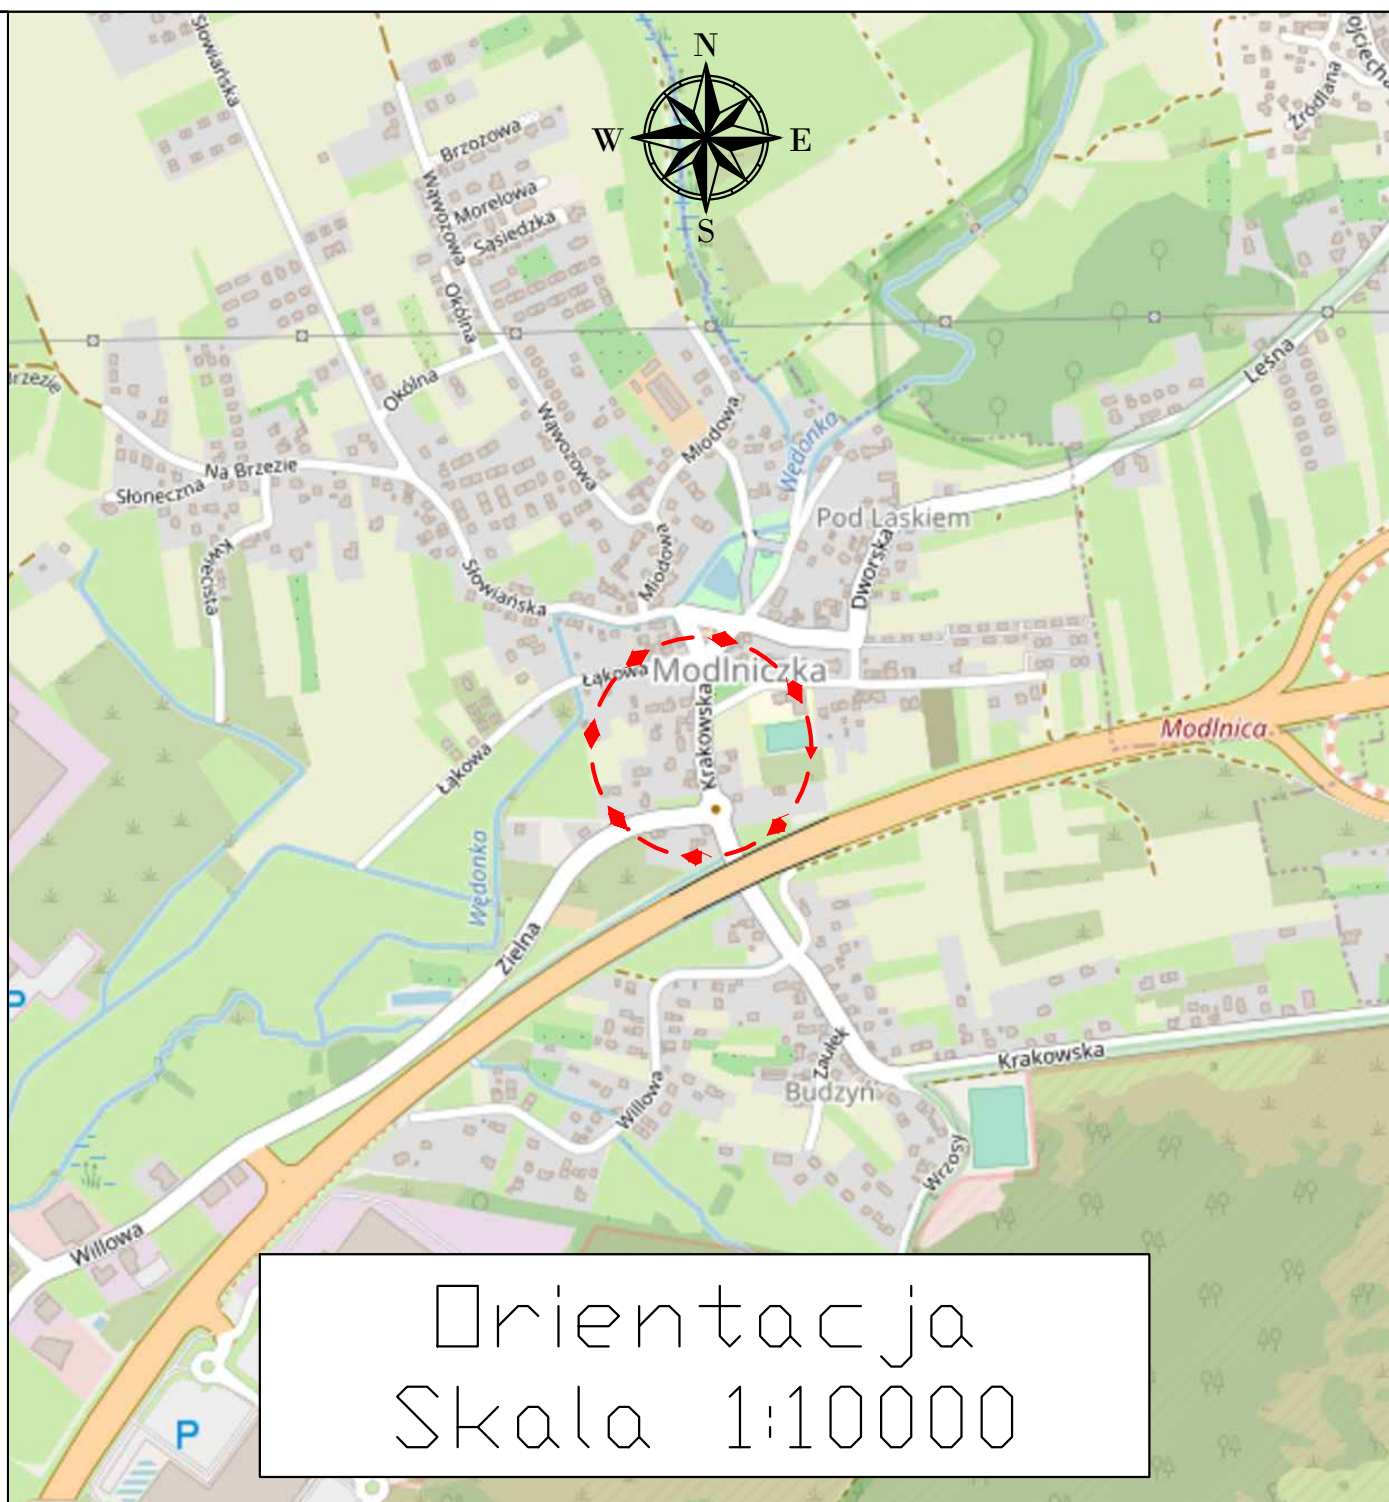 Słowiańska
N
W
E
S
Brzozowa
Wąwozowa
Morelowa
Sąsiedzka
Okólna
Źródlana
Okólna
Leśna
Wąwozowa
Miodowa
Wędonka
Na Brzezie
Słoneczna
Kwiecista
Pod Laskiem
Miodowa
Dworska
Słowiańska
Łąkowa
Modlniczka
Krakowska
Modlnica
Łąkowa
Wędonka
Zielna
P
Krakowska
Zaułek
Budzyń
Willowa
Wrzosy
Willowa
P
Orientacja
Skala 1:10000